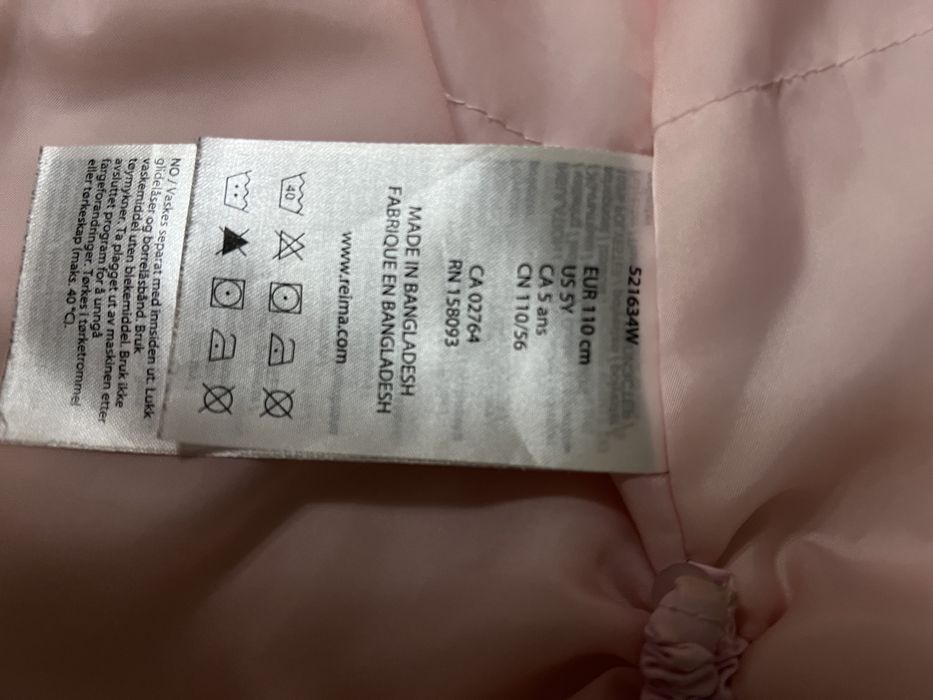 521634W
EUR 110 cm
US 5Y
CA 5 ans
CN 110/56
CA 02764
RN 158093
MADE IN BANGLADESH
FABRIQUE EN BANGLADESH
www.reima.com
40
NO / Vaskes separat med innsiden ut. Lukk
glidelåser og borrelåsbånd. Bruk
vaskemiddel uten blekemiddel. Bruk ikke
tøymykner. Ta plagget ut av maskinen etter
avsluttet program for å unngå
fargeforandringer. Tørkes i tørketrommel
eller tørkeskap (maks. 40 °C).